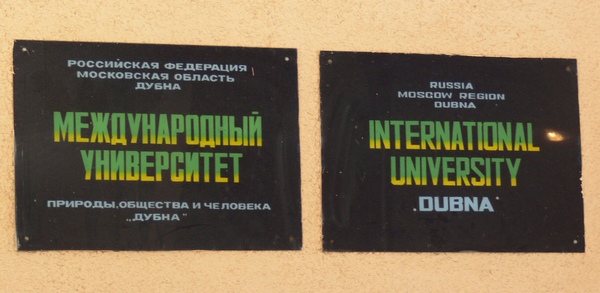 РОССИЙСКАЯ ФЕДЕРАЦИЯ
МОСКОВСКАЯ ОБЛАСТЬ
ДУБНА
МЕЖДУНАРОДНЫЙ
УНИВЕРСИТЕТ
ПРИРОДЫ, ОБЩЕСТВА И ЧЕЛОВЕКА
„ДУБНА"
RUSSIA
MOSCOW REGION
DUBNA
INTERNATIONAL
UNIVERSITY
DUBNA